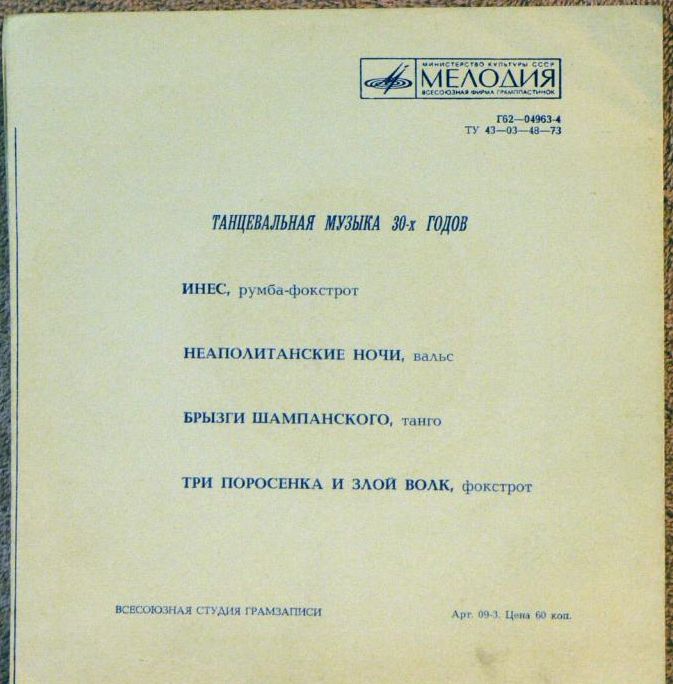 МИНИСТЕРСТВО КУЛЬТУРЫ СССР
МЕЛОДИЯ
ВСЕСОЮЗНАЯ ФИРМА ГРАМПЛАСТИНОК
Г62—04963-4
ТУ 43—03—48—73
ТАНЦЕВАЛЬНАЯ МУЗЫКА 30-х ГОДОВ
ИНЕС, румба-фокстрот
НЕАПОЛИТАНСКИЕ НОЧИ, вальс
БРЫЗГИ ШАМПАНСКОГО, танго
ТРИ ПОРОСЕНКА И ЗЛОЙ ВОЛК, фокстрот
ВСЕСОЮЗНАЯ СТУДИЯ ГРАМЗАПИСИ
Арт. 09-3. Цена 60 коп.